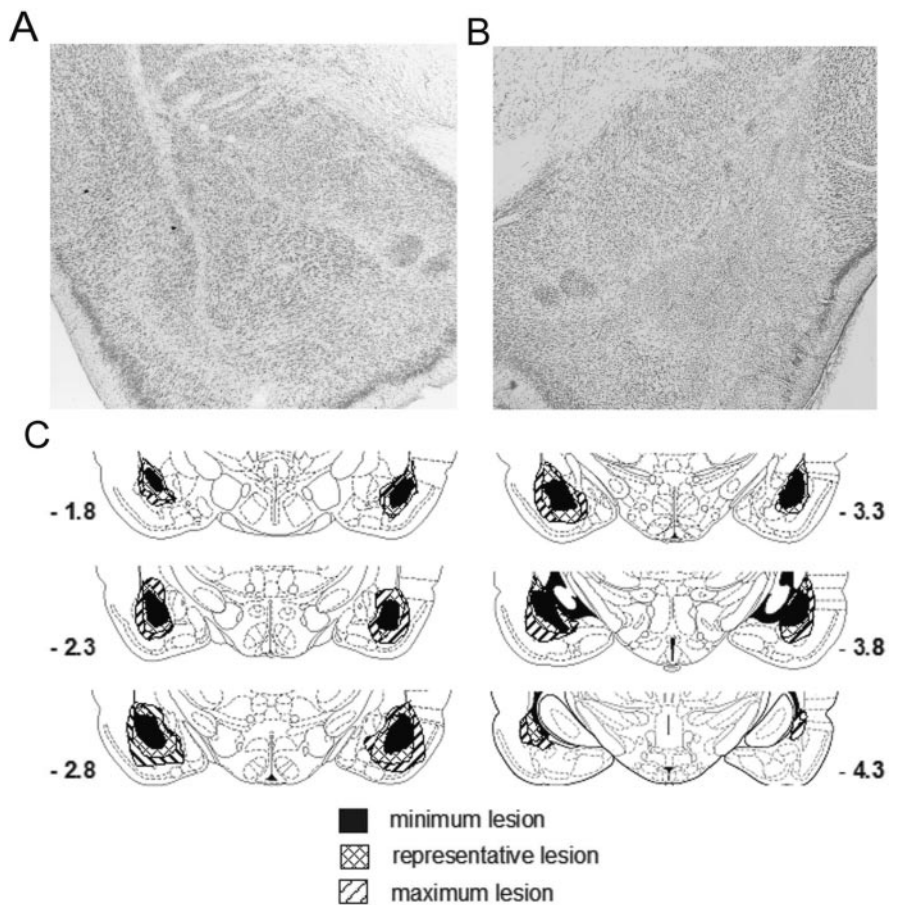 A
B
C
- 1.8
- 3.3
- 2.3
- 3.8
- 2.8
- 4.3
minimum lesion
representative lesion
maximum lesion